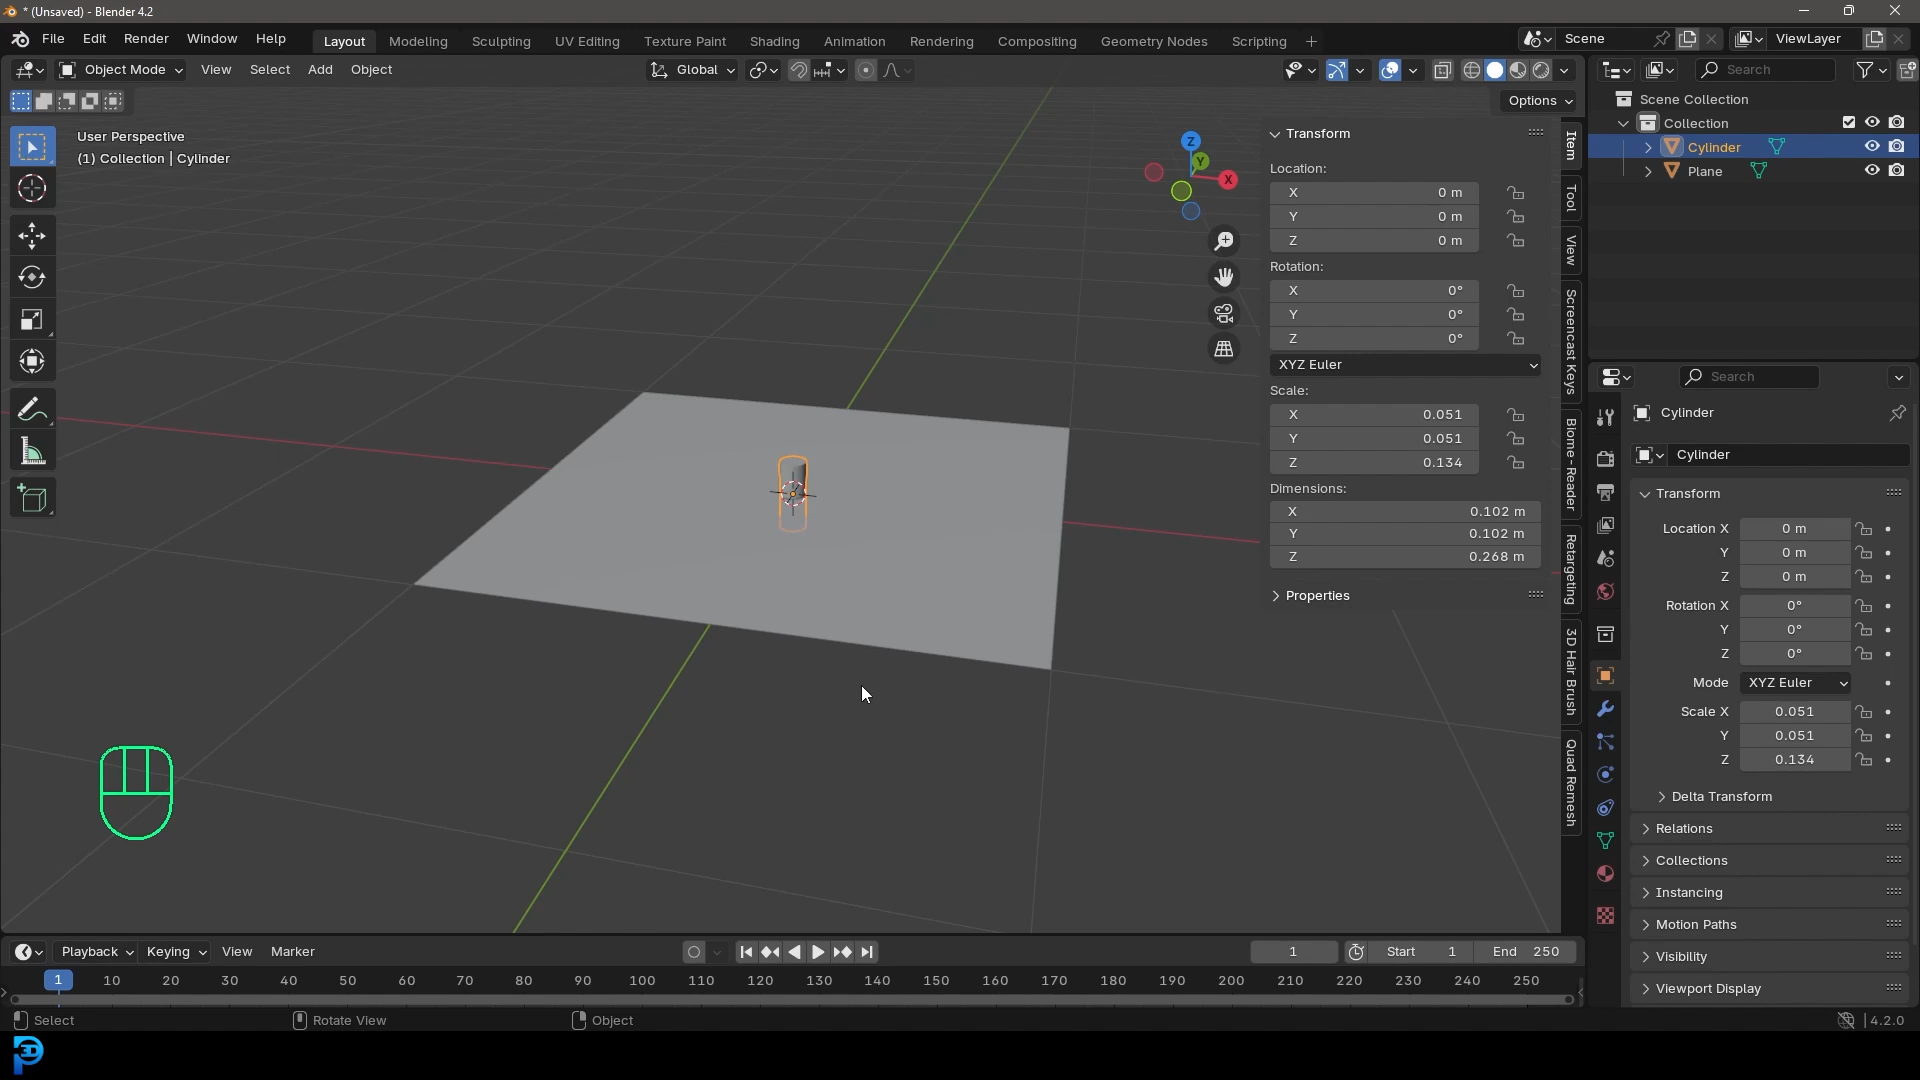 * (Unsaved) - Blender 4.2
File Edit Render Window Help
Layout Modeling Sculpting UV Editing Texture Paint Shading Animation Rendering Compositing Geometry Nodes Scripting +
Scene
ViewLayer
Object Mode View Select Add Object
Global
Search
Options
User Perspective
(1) Collection | Cylinder
Z
Y
X
Transform
Location:
X 0 m
Y 0 m
Z 0 m
Rotation:
X 0°
Y 0°
Z 0°
XYZ Euler
Scale:
X 0.051
Y 0.051
Z 0.134
Dimensions:
X 0.102 m
Y 0.102 m
Z 0.268 m
Properties
Item
Tool
View
Screencast Keys
Biome-Reader
Retargeting
3D Hair Brush
Quad Remesh
Scene Collection
Collection
Cylinder
Plane
Search
Cylinder
Cylinder
Transform
Location X 0 m
Y 0 m
Z 0 m
Rotation X 0°
Y 0°
Z 0°
Mode XYZ Euler
Scale X 0.051
Y 0.051
Z 0.134
Delta Transform
Relations
Collections
Instancing
Motion Paths
Visibility
Viewport Display
Playback Keying View Marker
1
Start 1
End 250
1 10 20 30 40 50 60 70 80 90 100 110 120 130 140 150 160 170 180 190 200 210 220 230 240 250
Select
Rotate View
Object
4.2.0
3D